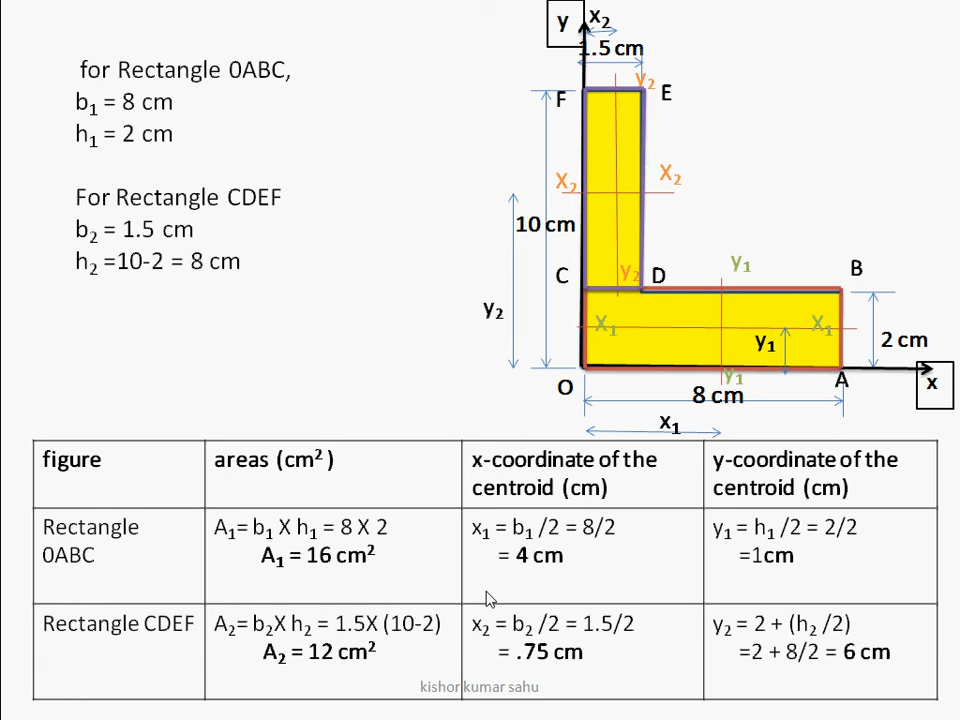 for Rectangle 0ABC,
b₁ = 8 cm
h₁ = 2 cm
For Rectangle CDEF
b₂ = 1.5 cm
h₂ =10-2 = 8 cm
y
x₂
1.5 cm
y₂
F
E
X₂
X₂
10 cm
C
y₂
D
y₁
B
y₂
X₁
X₁
y₁
2 cm
O
y₁
A
x
8 cm
x₁
figure
areas (cm²)
x-coordinate of the
centroid (cm)
y-coordinate of the
centroid (cm)
Rectangle
0ABC
A₁= b₁ X h₁ = 8 X 2
A₁ = 16 cm²
x₁ = b₁ /2 = 8/2
= 4 cm
y₁ = h₁ /2 = 2/2
=1cm
Rectangle CDEF
A₂= b₂X h₂ = 1.5X (10-2)
A₂ = 12 cm²
x₂ = b₂ /2 = 1.5/2
= .75 cm
y₂ = 2 + (h₂ /2)
=2 + 8/2 = 6 cm
kishor kumar sahu